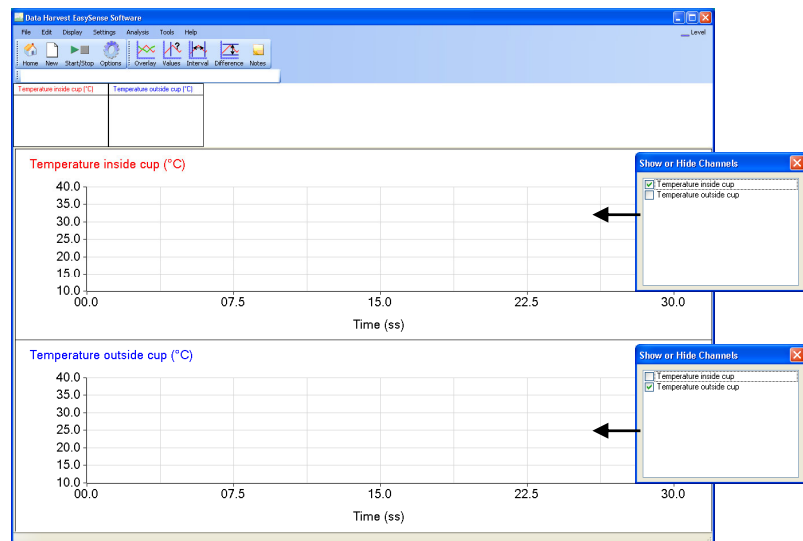 Data Harvest EasySense Software
File Edit Display Settings Analysis Tools Help
Level
Home New Start/Stop Options Overlay Values Interval Difference Notes
Temperature inside cup (°C) Temperature outside cup (°C)
Temperature inside cup (°C)
40.0
35.0
30.0
25.0
20.0
15.0
10.0
00.0 07.5 15.0 22.5 30.0
Time (ss)
Show or Hide Channels
Temperature inside cup
Temperature outside cup
Temperature outside cup (°C)
40.0
35.0
30.0
25.0
20.0
15.0
10.0
00.0 07.5 15.0 22.5 30.0
Time (ss)
Show or Hide Channels
Temperature inside cup
Temperature outside cup